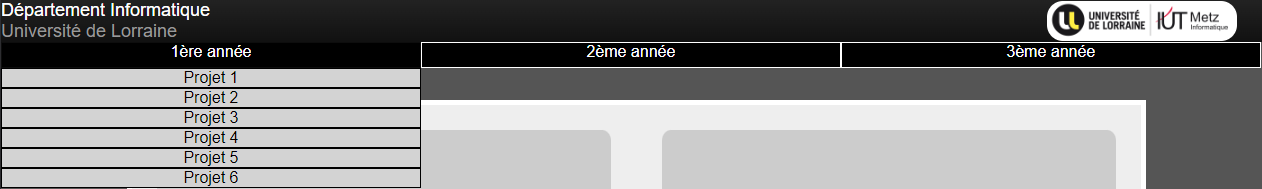 Département Informatique
Université de Lorraine
UNIVERSITÉ
DE LORRAINE
IUT Metz
Informatique
1ère année
2ème année
3ème année
Projet 1
Projet 2
Projet 3
Projet 4
Projet 5
Projet 6